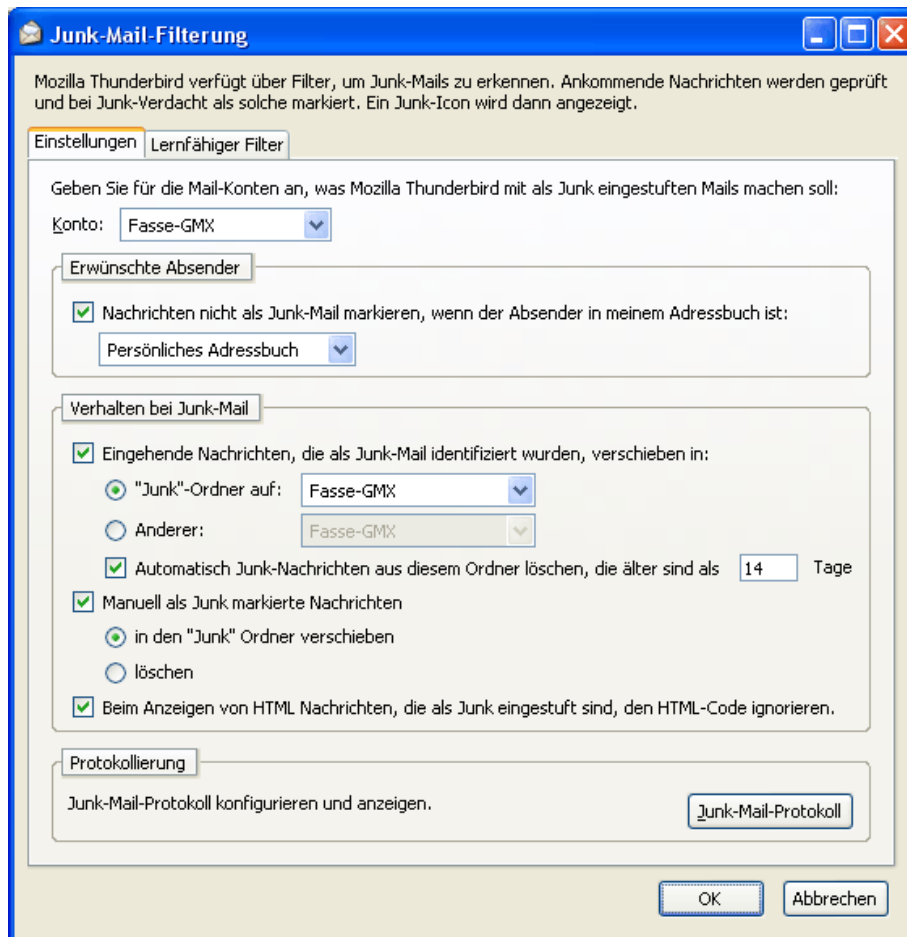 Junk-Mail-Filterung
Mozilla Thunderbird verfügt über Filter, um Junk-Mails zu erkennen. Ankommende Nachrichten werden geprüft
und bei Junk-Verdacht als solche markiert. Ein Junk-Icon wird dann angezeigt.
Einstellungen Lernfähiger Filter
Geben Sie für die Mail-Konten an, was Mozilla Thunderbird mit als Junk eingestuften Mails machen soll:
Konto: Fasse-GMX
Erwünschte Absender
Nachrichten nicht als Junk-Mail markieren, wenn der Absender in meinem Adressbuch ist:
Persönliches Adressbuch
Verhalten bei Junk-Mail
Eingehende Nachrichten, die als Junk-Mail identifiziert wurden, verschieben in:
"Junk"-Ordner auf: Fasse-GMX
Anderer: Fasse-GMX
Automatisch Junk-Nachrichten aus diesem Ordner löschen, die älter sind als 14 Tage
Manuell als Junk markierte Nachrichten
in den "Junk" Ordner verschieben
löschen
Beim Anzeigen von HTML Nachrichten, die als Junk eingestuft sind, den HTML-Code ignorieren.
Protokollierung
Junk-Mail-Protokoll konfigurieren und anzeigen. Junk-Mail-Protokoll
OK Abbrechen